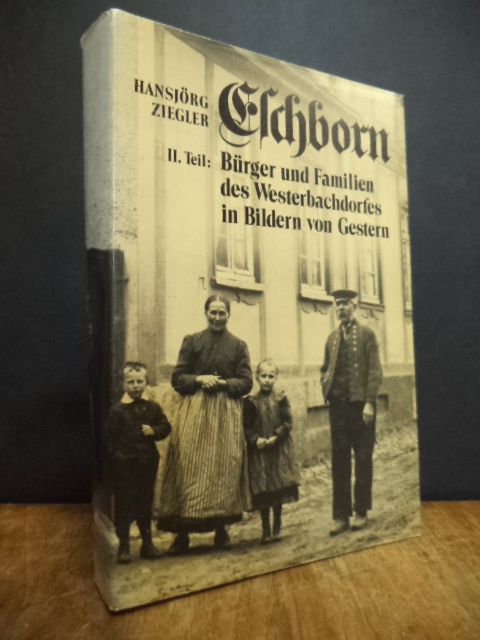 HANSJÖRG
ZIEGLER
Eſchborn
II. Teil: Bürger und Familien
des Westerbachdorfes
in Bildern von Gestern